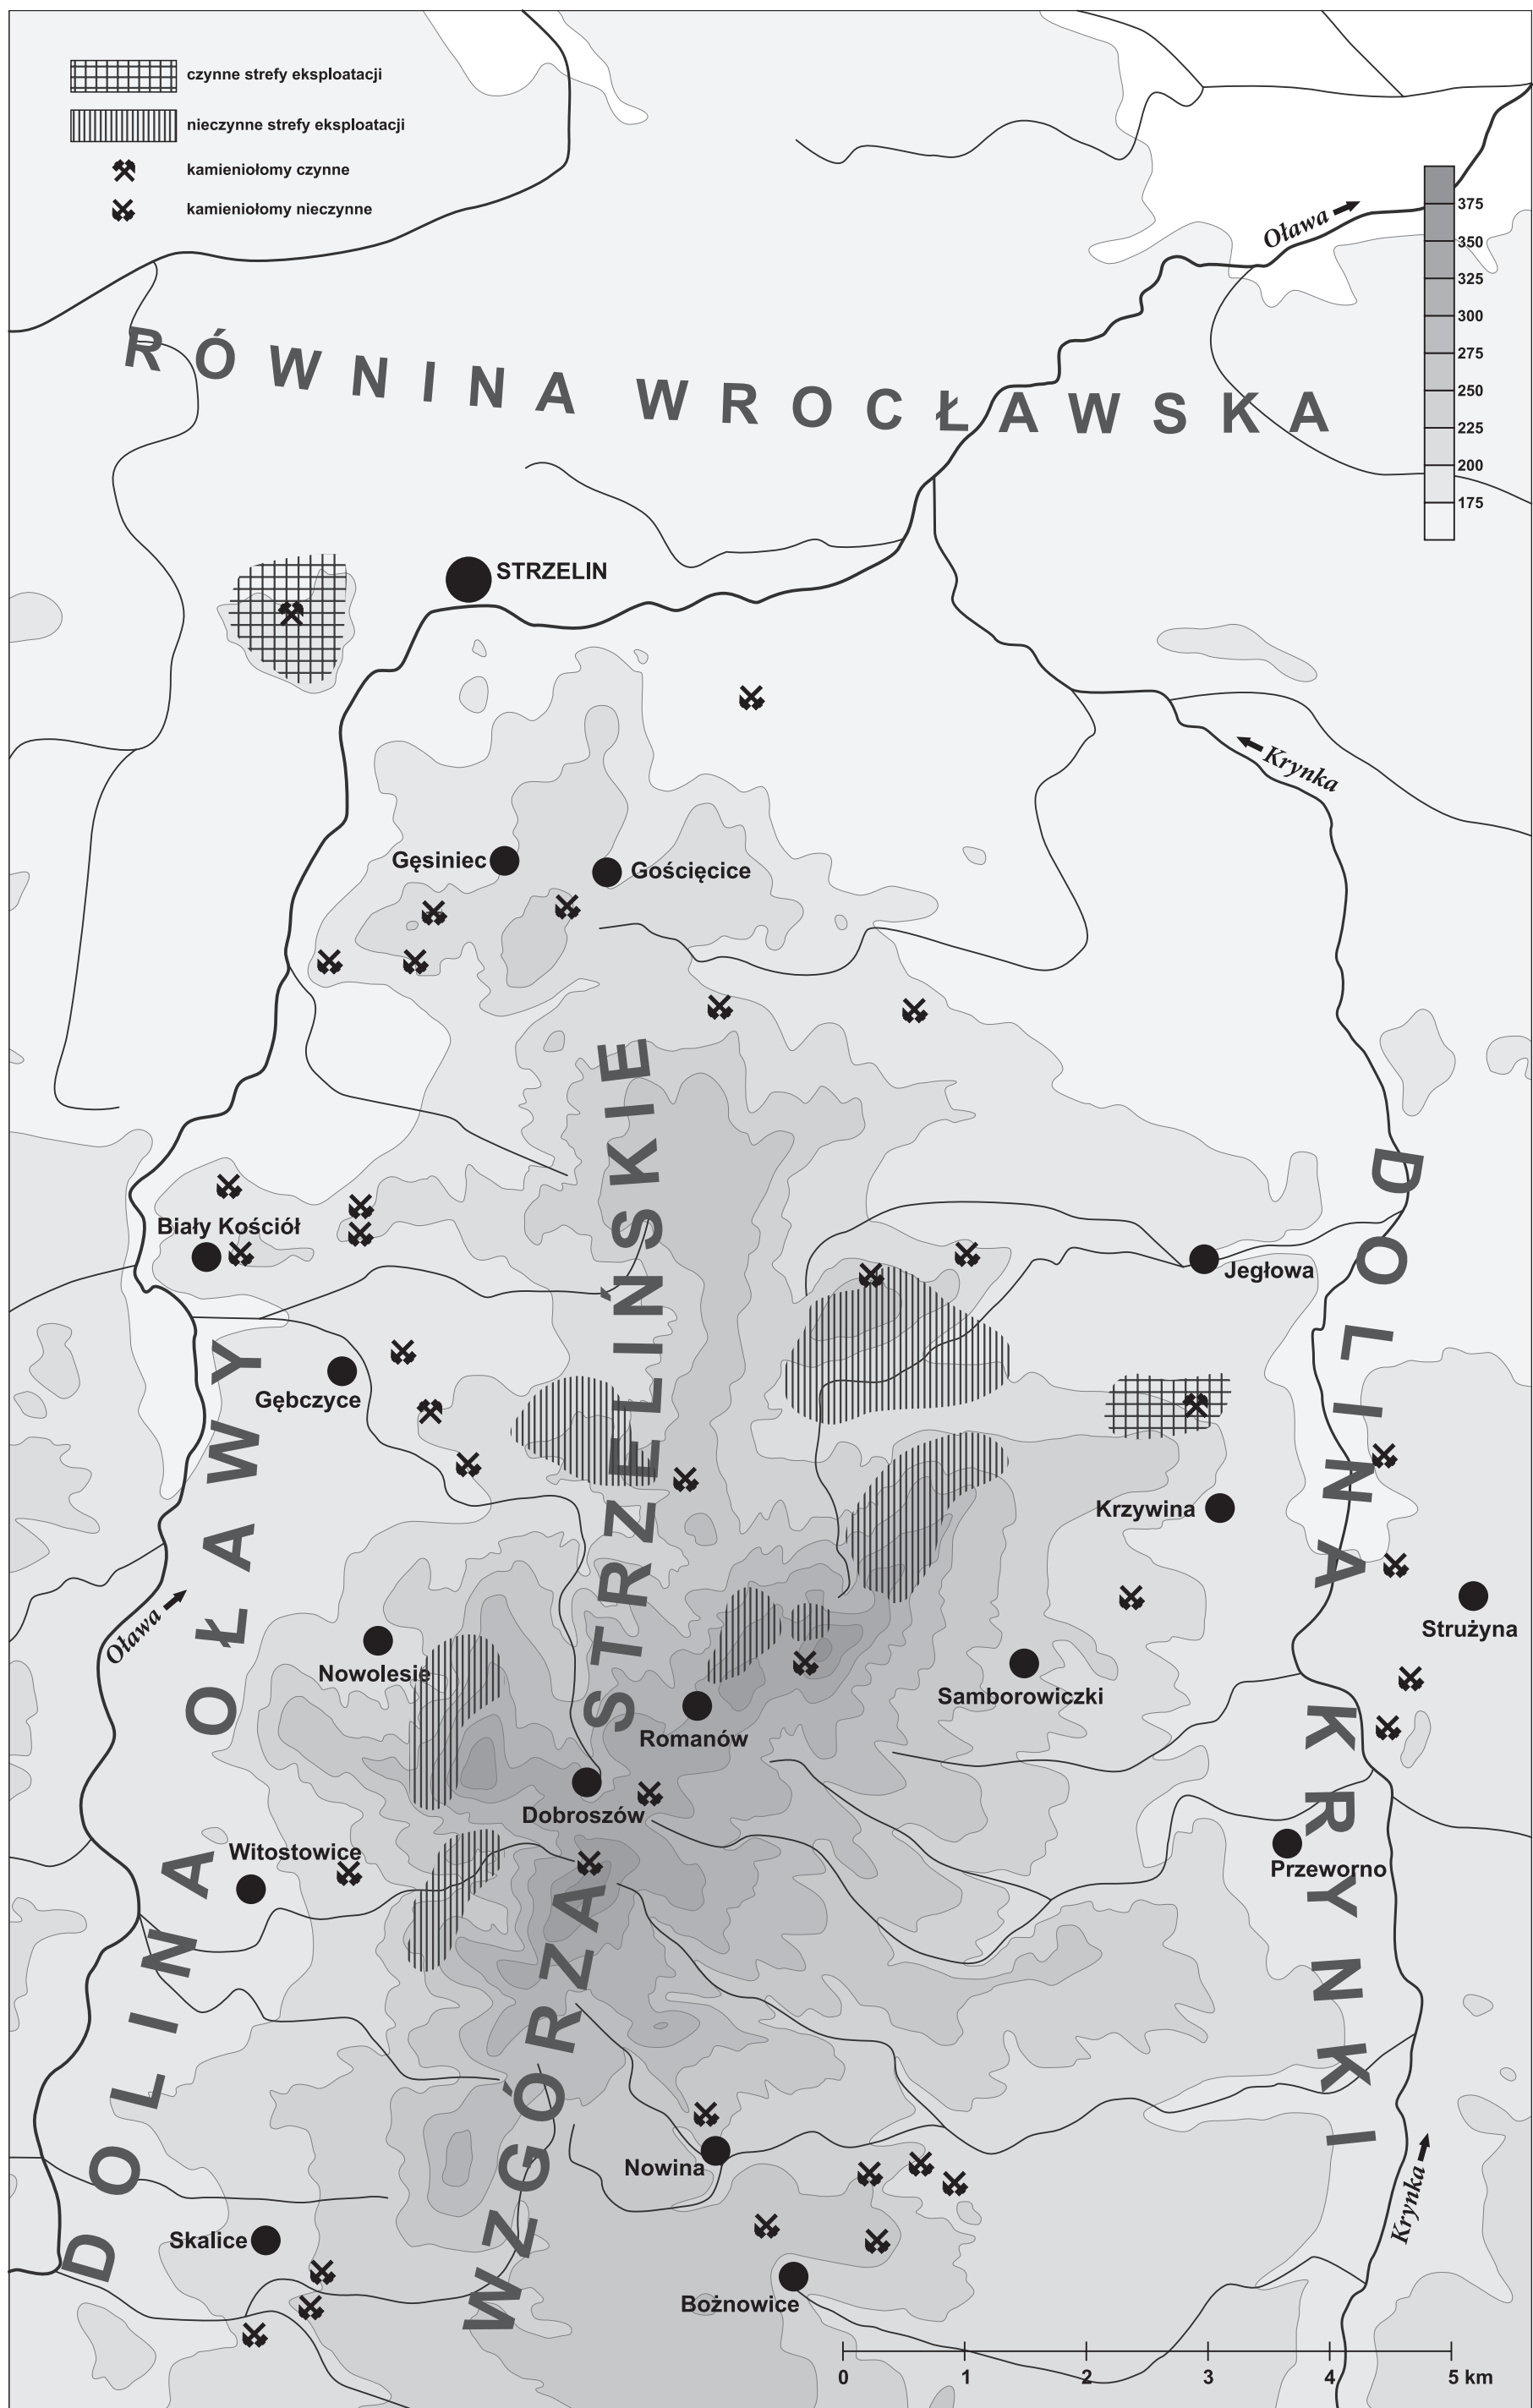 czynne strefy eksploatacji
nieczynne strefy eksploatacji
kamieniołomy czynne
kamieniołomy nieczynne
375
350
325
300
275
250
225
200
175
Oława
RÓWNINA WROCŁAWSKA
STRZELIN
Krynka
Gęsiniec
Gościęcice
Biały Kościół
Jegłowa
Gębczyce
Krzywina
Strużyna
Oława
Nowolesie
Samborowiczki
Romanów
Dobroszów
Witostowice
Przeworno
DOLINA OŁAWY
WZGÓRZA STRZELIŃSKIE
DOLINA KRYNKI
Nowina
Krynka
Skalice
Bożnowice
0 1 2 3 4 5 km